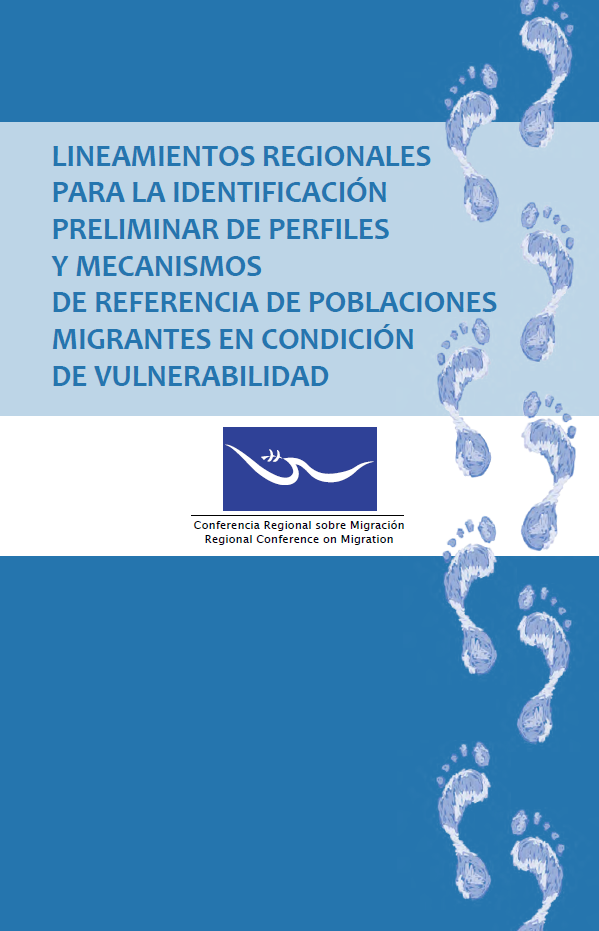 LINEAMIENTOS REGIONALES
PARA LA IDENTIFICACIÓN
PRELIMINAR DE PERFILES
Y MECANISMOS
DE REFERENCIA DE POBLACIONES
MIGRANTES EN CONDICIÓN
DE VULNERABILIDAD
Conferencia Regional sobre Migración
Regional Conference on Migration